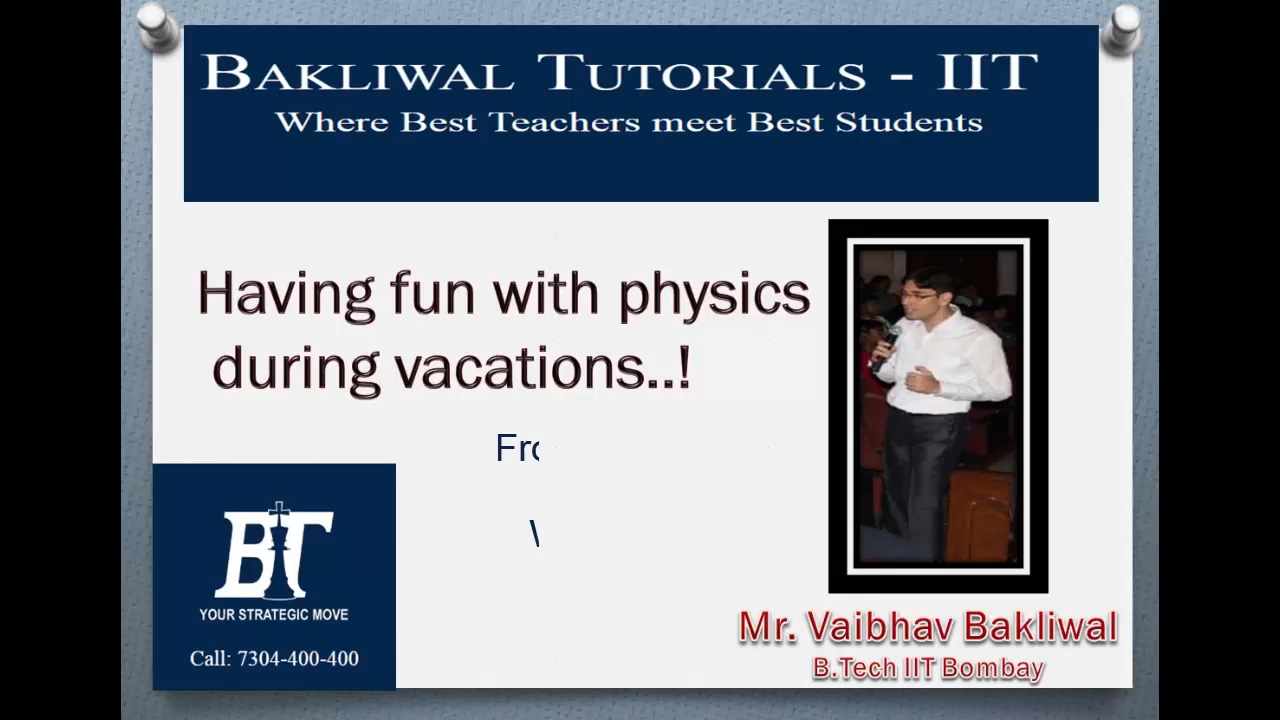 BAKLIWAL TUTORIALS - IIT
Where Best Teachers meet Best Students
Having fun with physics
during vacations..!
BT
YOUR STRATEGIC MOVE
Call: 7304-400-400
Mr. Vaibhav Bakliwal
B.Tech IIT Bombay